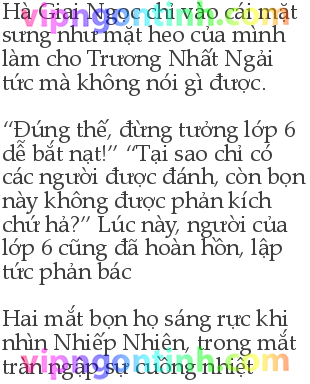 Hà Giai Ngọc chỉ vào cái mặt
sưng như mặt heo của mình
làm cho Trương Nhất Ngải
tức mà không nói gì được.
“Đúng thế, đừng tưởng lớp 6
dễ bắt nạt!” “Tại sao chỉ có
các người được đánh, còn bọn
này không được phản kích
chứ hả?” Lúc này, người của
lớp 6 cũng đã hoàn hồn, lập
tức phản bác
Hai mắt bọn họ sáng rực khi
nhìn Nhiếp Nhiên, trong mắt
tràn ngập sự cuồng nhiệt
vipngontinh.com
vipngontinh.com